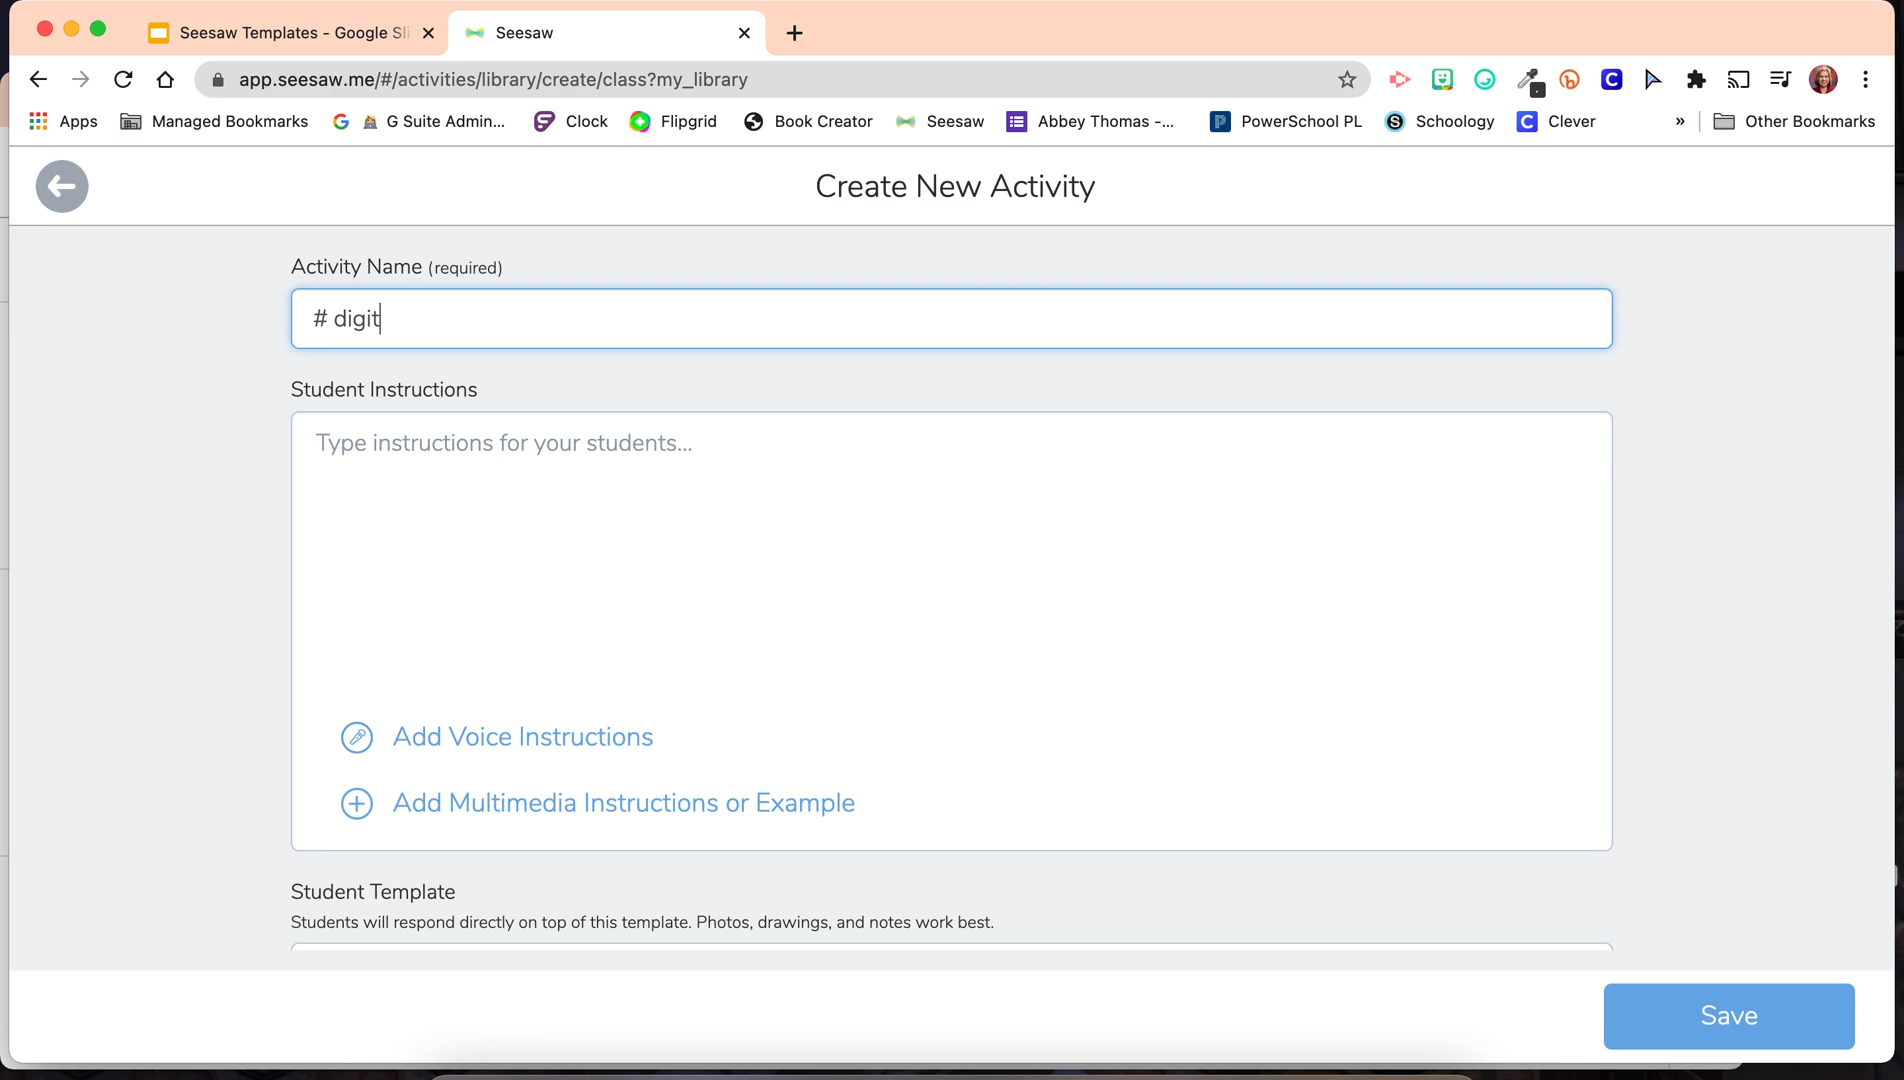 Seesaw Templates - Google Sli
Seesaw
app.seesaw.me/#/activities/library/create/class?my_library
Apps
Managed Bookmarks
G Suite Admin...
Clock
Flipgrid
Book Creator
Seesaw
Abbey Thomas -...
PowerSchool PL
Schoology
Clever
»
Other Bookmarks
Create New Activity
Activity Name (required)
# digit
Student Instructions
Type instructions for your students...
Add Voice Instructions
Add Multimedia Instructions or Example
Student Template
Students will respond directly on top of this template. Photos, drawings, and notes work best.
Save